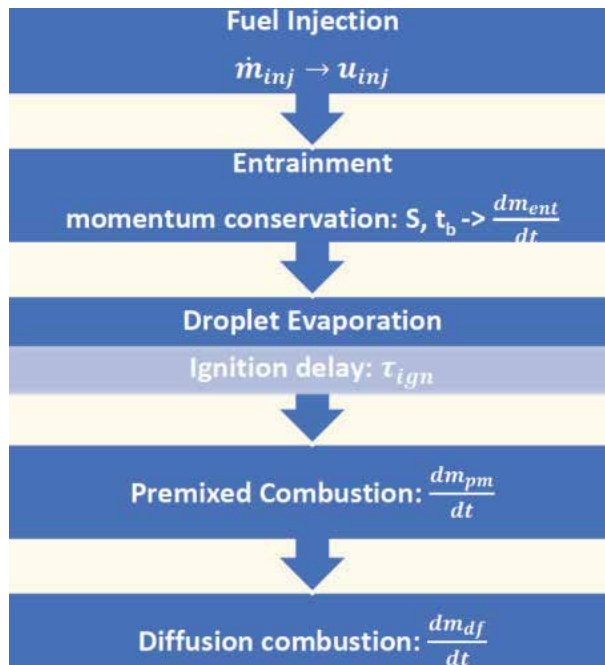 Fuel Injection
ṁ_inj → u_inj
Entrainment
momentum conservation: S, t_b -> dm_ent/dt
Droplet Evaporation
Ignition delay: τ_ign
Premixed Combustion: dm_pm/dt
Diffusion combustion: dm_df/dt